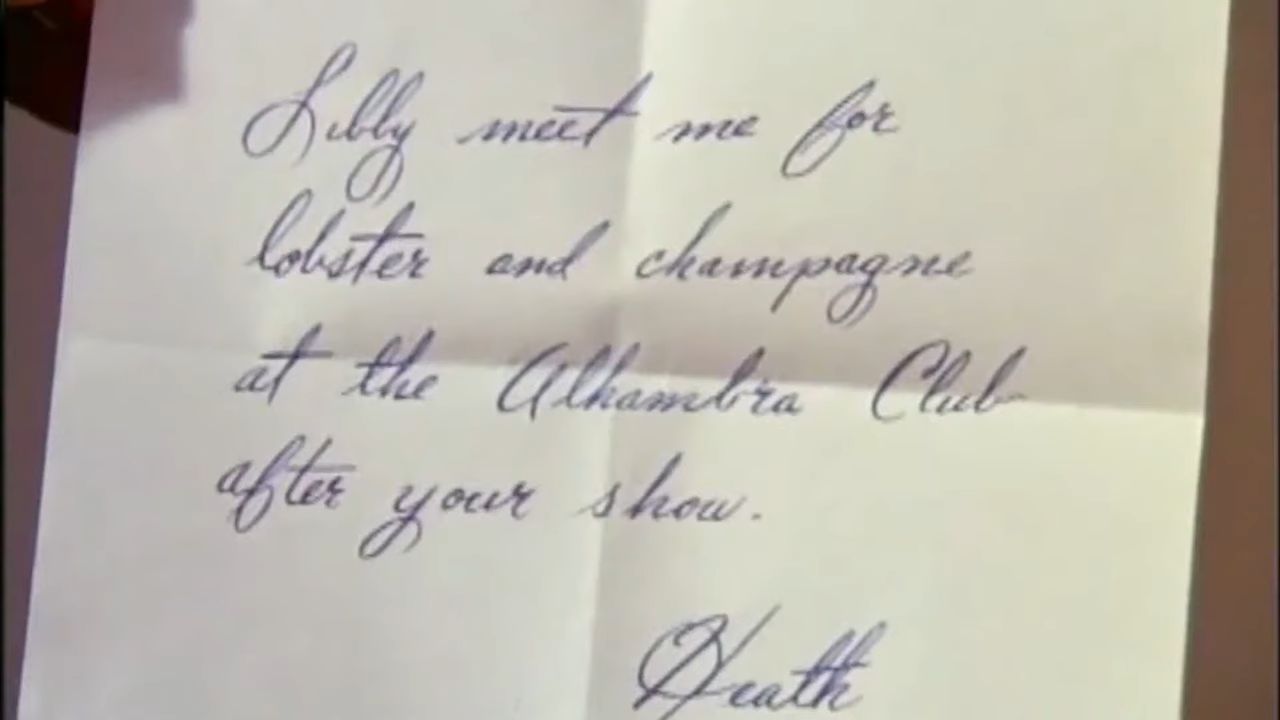 Libby meet me for
lobster and champagne
at the Alhambra Club
after your show.
Heath